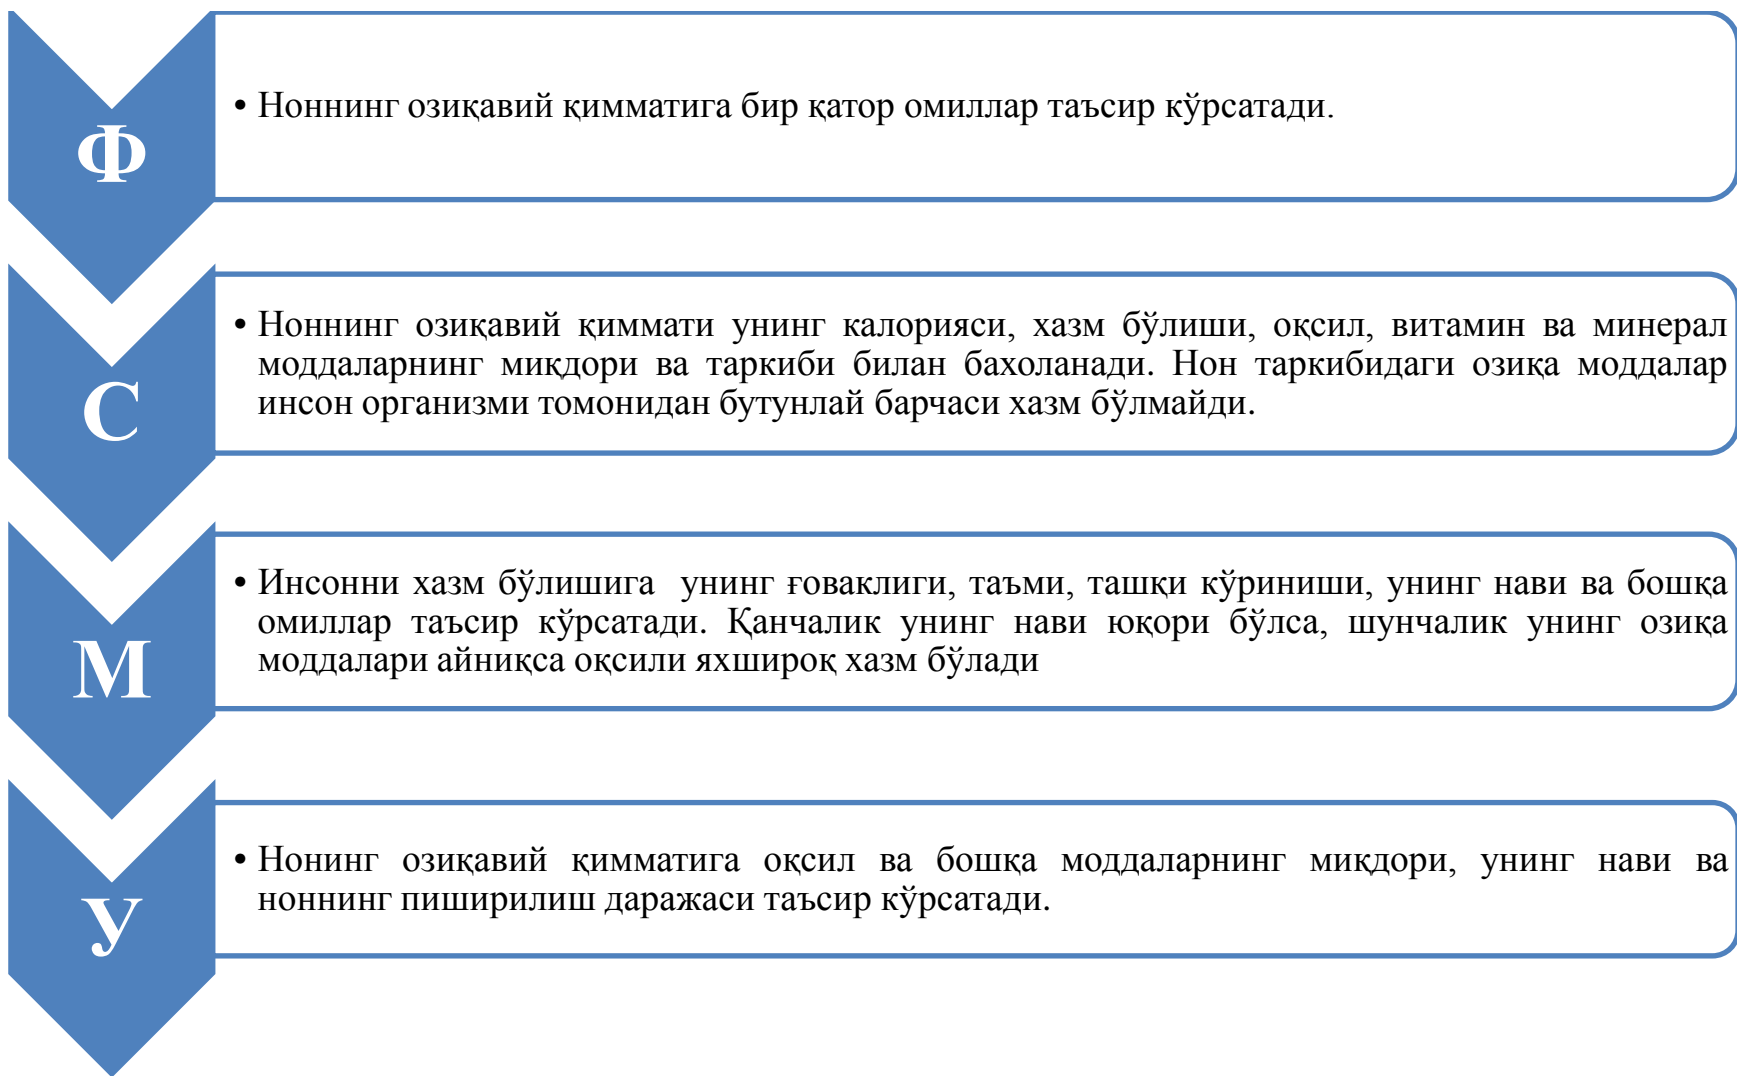 Ф
• Ноннинг озиқавий қимматига бир қатор омиллар таъсир кўрсатади.
С
• Ноннинг озиқавий қиммати унинг калорияси, хазм бўлиши, оқсил, витамин ва минерал
моддаларнинг миқдори ва таркиби билан бахоланади. Нон таркибидаги озиқа моддалар
инсон организми томонидан бутунлай барчаси хазм бўлмайди.
М
• Инсонни хазм бўлишига унинг ғоваклиги, таъми, ташқи кўриниши, унинг нави ва бошқа
омиллар таъсир кўрсатади. Қанчалик унинг нави юқори бўлса, шунчалик унинг озиқа
моддалари айниқса оқсили яхшироқ хазм бўлади
У
• Нонинг озиқавий қимматига оқсил ва бошқа моддаларнинг миқдори, унинг нави ва
ноннинг пиширилиш даражаси таъсир кўрсатади.